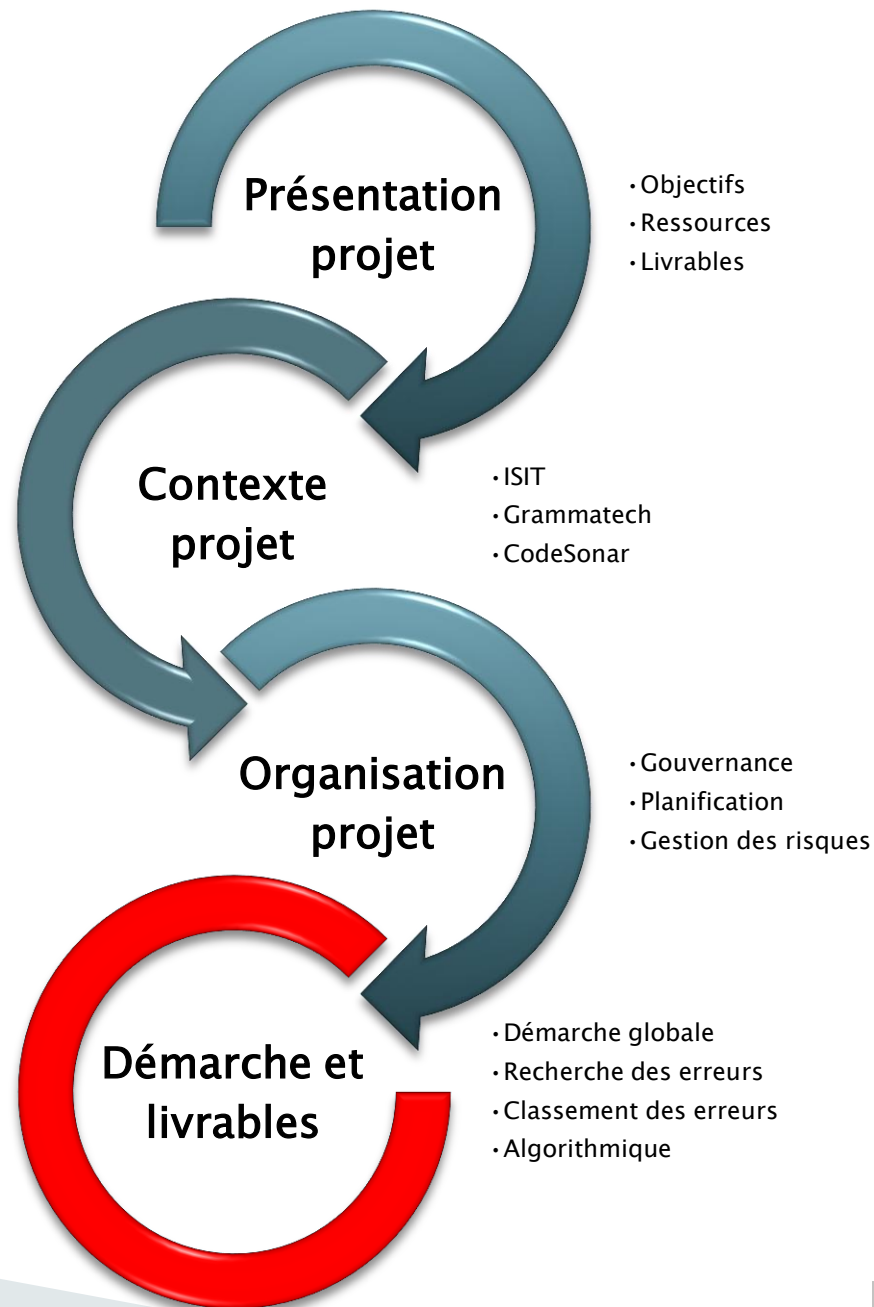 Présentation
projet
·Objectifs
·Ressources
·Livrables
Contexte
projet
·ISIT
·Grammatech
·CodeSonar
Organisation
projet
·Gouvernance
·Planification
·Gestion des risques
Démarche et
livrables
·Démarche globale
·Recherche des erreurs
·Classement des erreurs
·Algorithmique